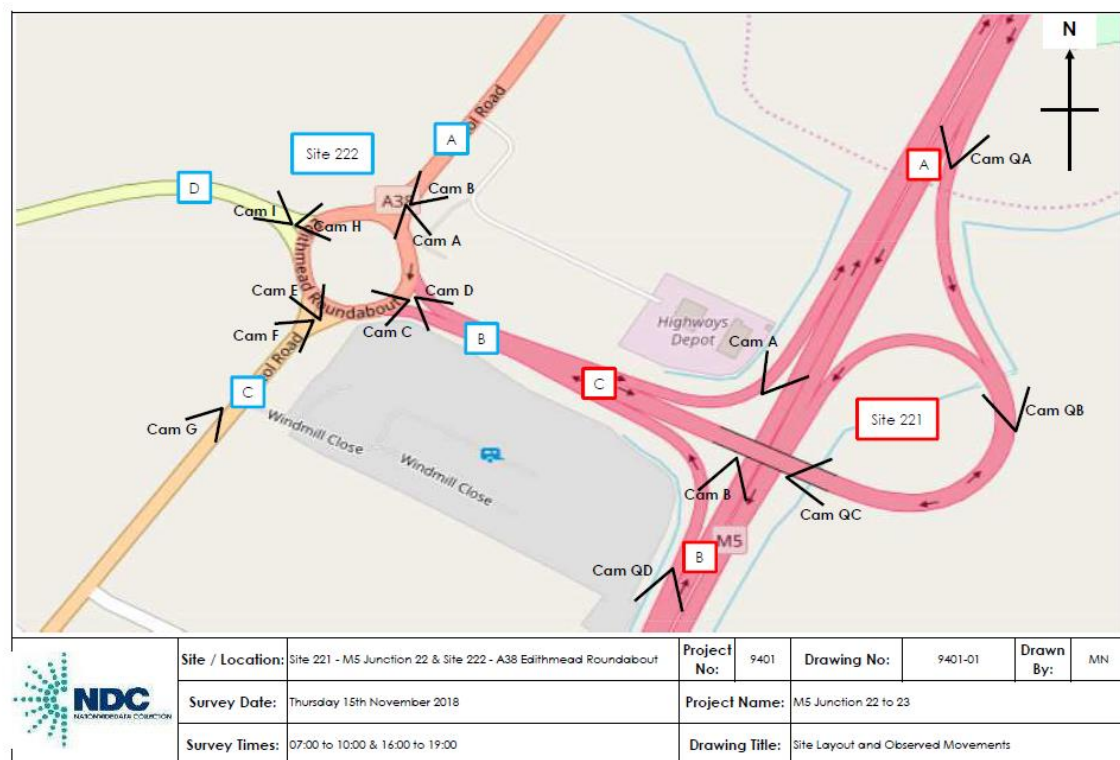 N
A
ol Road
Site 222
A
Cam QA
D
Cam B
A38
Cam I
Cam H
Cam A
Edithmead Roundabout
Cam E
Cam D
Highways
Depot
Cam F
Cam C
B
Cam A
ol Road
C
C
Site 221
Cam QB
Cam G
Windmill Close
Windmill Close
Cam B
Cam QC
M5
B
Cam QD
NDC
NATIONWIDE DATA COLLECTION
Site / Location: Site 221 - M5 Junction 22 & Site 222 - A38 Edithmead Roundabout Project No: 9401 Drawing No: 9401-01 Drawn By: MN
Survey Date: Thursday 15th November 2018 Project Name: M5 Junction 22 to 23
Survey Times: 07:00 to 10:00 & 16:00 to 19:00 Drawing Title: Site Layout and Observed Movements